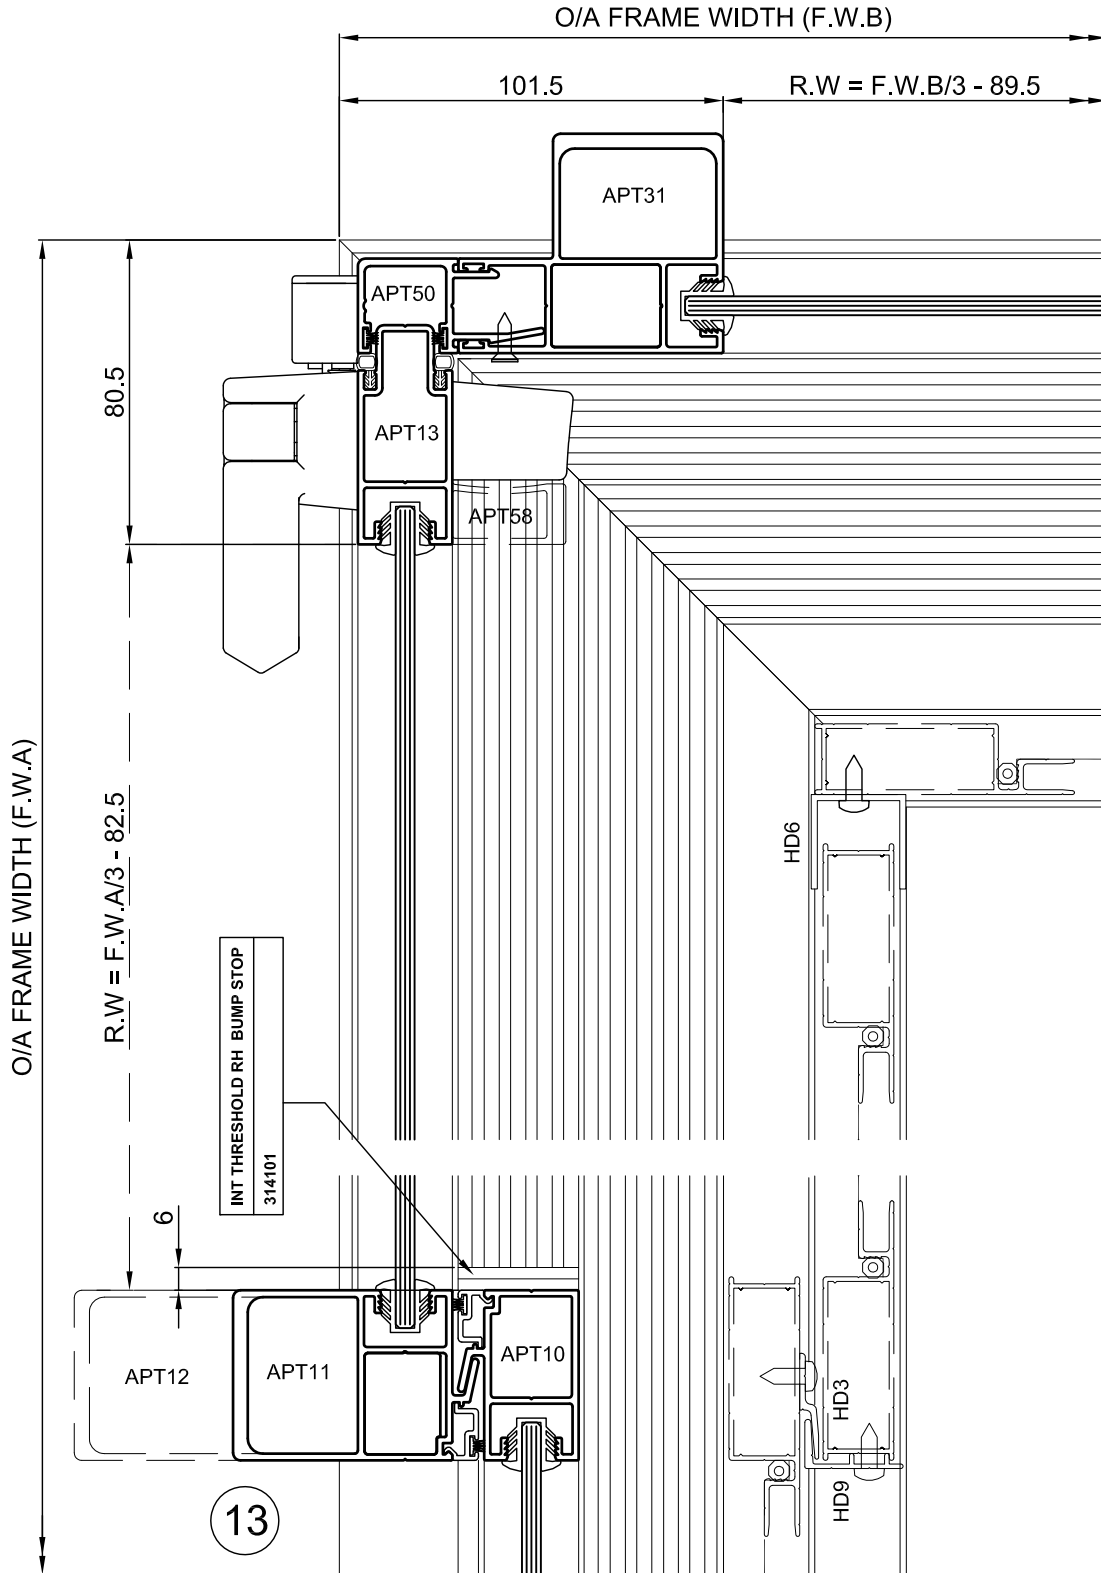 O/A FRAME WIDTH (F.W.B)
101.5
R.W = F.W.B/3 - 89.5
APT31
APT50
80.5
APT13
APT58
O/A FRAME WIDTH (F.W.A)
R.W = F.W.A/3 - 82.5
HD6
INT THRESHOLD RH BUMP STOP
314101
6
APT12
APT11
APT10
HD3
HD9
13